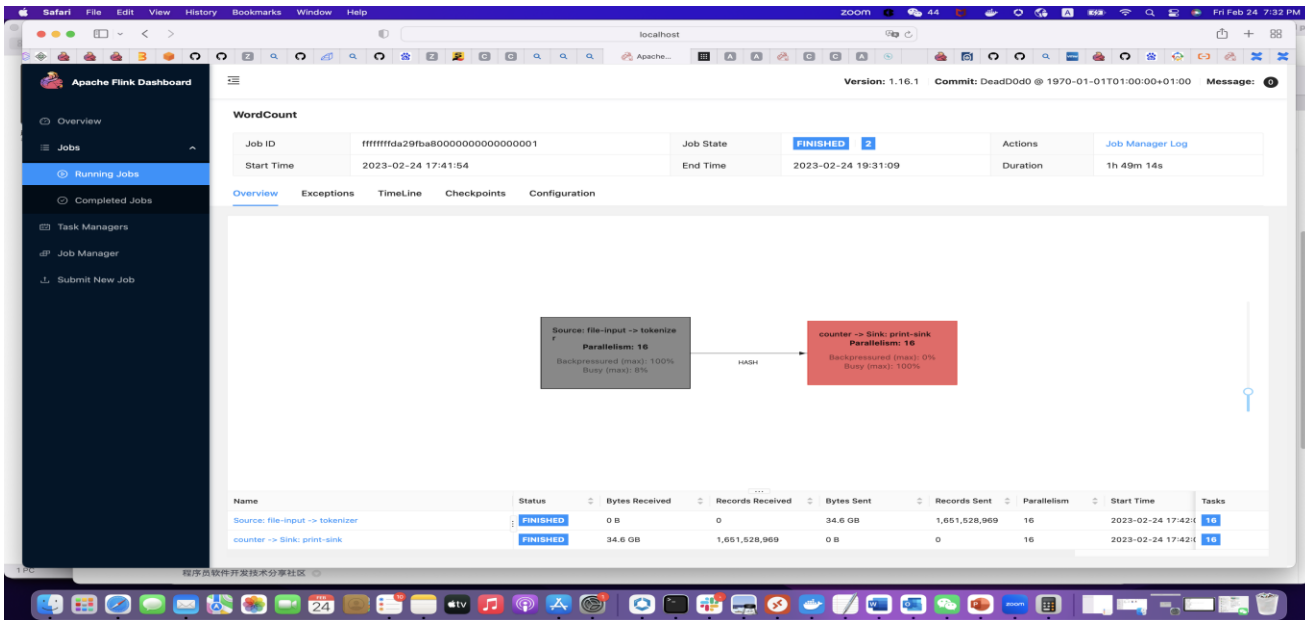 Safari File Edit View History Bookmarks Window Help zoom 44 Fri Feb 24 7:32 PM
localhost
Apache...
Apache Flink Dashboard
Version: 1.16.1 Commit: DeadD0d0 @ 1970-01-01T01:00:00+01:00 Message: 0
Overview
Jobs
Running Jobs
Completed Jobs
Task Managers
Job Manager
Submit New Job
WordCount
Job ID Job State FINISHED 2 Actions Job Manager Log
Start Time 2023-02-24 17:41:54 End Time 2023-02-24 19:31:09 Duration 1h 49m 14s
Overview Exceptions TimeLine Checkpoints Configuration
Source: file-input -> tokenize
r
Parallelism: 16
Backpressured (max): 100%
Busy (max): 8%
HASH
counter -> Sink: print-sink
Parallelism: 16
Backpressured (max): 0%
Busy (max): 100%
Name Status Bytes Received Records Received Bytes Sent Records Sent Parallelism Start Time Tasks
Source: file-input -> tokenizer FINISHED 0 B 0 34.6 GB 1,651,528,969 16 2023-02-24 17:42:0 16
counter -> Sink: print-sink FINISHED 34.6 GB 1,651,528,969 0 B 0 16 2023-02-24 17:42:0 16
1 PC
程序员软件开发技术分享社区
FEB
24
tv
zoom